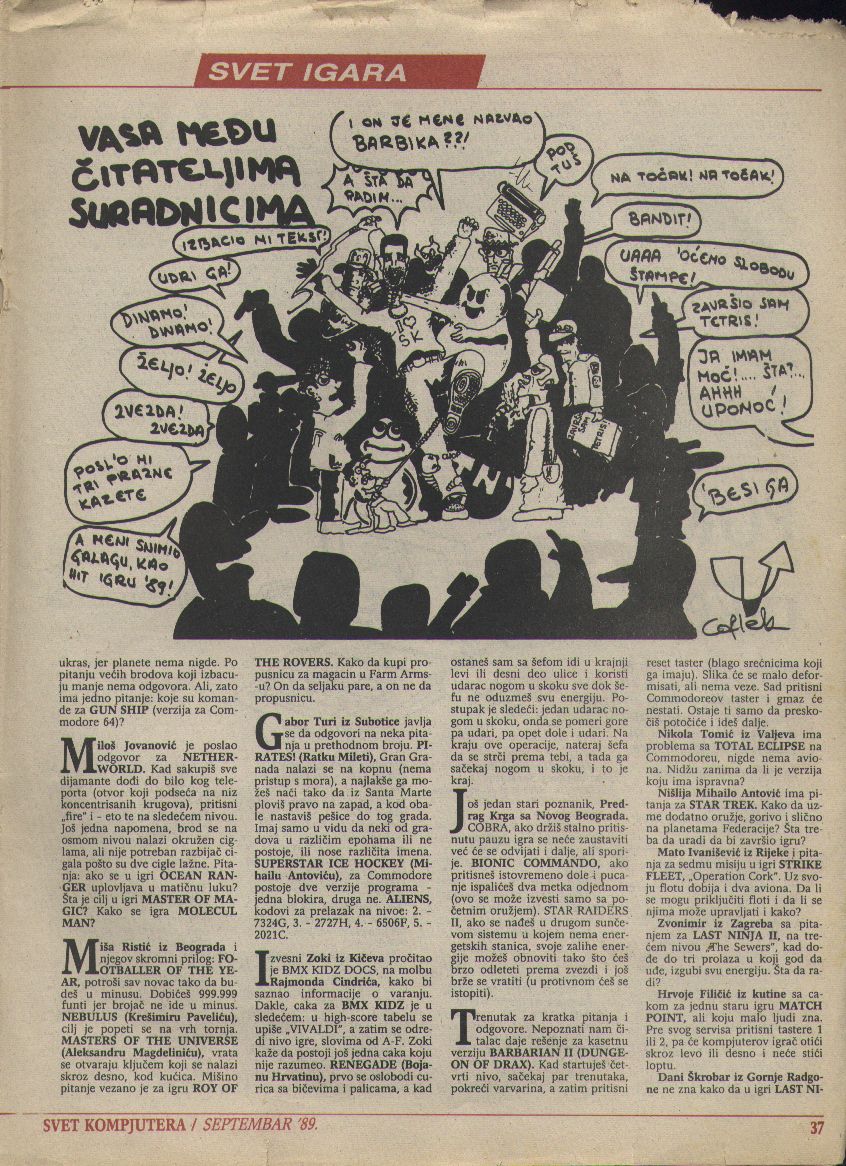 SVET IGARA
VASA MEĐU
ČITATELJIMA
SURADNICIMA
I ON JE MENE NAZVAO
BARBIKA??!
A ŠTA DA
RADIM...
POD
TUŠ
NA TOČAK! NA TOČAK!
BANDIT!
UAAA 'OĆEMO SLOBODU
ŠTAMPE!
ZAVRŠIO SAM
TETRIS!
JA IMAM
MOĆ!.... ŠTA?...
AHHH !
UPOMOĆ!
'BESI GA
IZBACIO MI TEKST!
UDRI GA!
DINAMO!
DINAMO!
ŽELJO! ŽELJO
ZVEZDA!
ZVEZDA
POSL'O MI
TRI PRAZNE
KAZETE
A MENI SNIMIO
GALAGU, KAO
HIT IGRU '89!
I ♥
SK
ukras, jer planete nema nigde. Po
pitanju većih brodova koji izbacu-
ju manje nema odgovora. Ali, zato
ima jedno pitanje: koje su koman-
de za GUN SHIP (verzija za Com-
modore 64)?
Miloš Jovanović je poslao
odgovor za NETHER-
WORLD. Kad sakupiš sve
dijamante dođi do bilo kog tele-
porta (otvor koji podseća na niz
koncentrisanih krugova), pritisni
„fire” i – eto te na sledećem nivou.
Još jedna napomena, brod se na
osmom nivou nalazi okružen cig-
lama, ali nije potreban razbijač ci-
gala pošto su dve cigle lažne. Pita-
nja: ako se u igri OCEAN RAN-
GER uplovljava u matičnu luku?
Šta je cilj u igri MASTER OF MA-
GIC? Kako se igra MOLECUL
MAN?
Miša Ristić iz Beograda i
njegov skromni prilog: FO-
OTBALLER OF THE YE-
AR, potroši sav novac tako da bu-
deš u minusu. Dobićeš 999.999
funti jer brojač ne ide u minus.
NEBULUS (Krešimiru Paveliću),
cilj je popeti se na vrh tornja.
MASTERS OF THE UNIVERSE
(Aleksandru Magdeliniću), vrata
se otvaraju ključem koji se nalazi
skroz desno, kod kućica. Mišino
pitanje vezano je za igru ROY OF
THE ROVERS. Kako da kupi pro-
pusnicu za magacin u Farm Arms-
-u? On da seljaku pare, a on ne da
propusnicu.
Gabor Turi iz Subotice javlja
se da odgovori na neka pita-
nja u prethodnom broju. PI-
RATES! (Ratku Mileti), Gran Gra-
nada nalazi se na kopnu (nema
pristup s mora), a najlakše ga mo-
žeš naći tako da iz Santa Marte
ploviš pravo na zapad, a kod oba-
le nastaviš pešice do tog grada.
Imaj samo u vidu da neki od gra-
dova u različim epohama ili ne
postoje, ili nose različita imena.
SUPERSTAR ICE HOCKEY (Mi-
hailu Antoviću), za Commodore
postoje dve verzije programa –
jedna blokira, druga ne. ALIENS,
kodovi za prelazak na nivoe: 2. –
7324G, 3. – 2727H, 4. – 6506F, 5. –
2021C.
Izvesni Zoki iz Kičeva pročitao
je BMX KIDZ DOCS, na molbu
Rajmonda Cindrića, kako bi
saznao informacije o varanju.
Dakle, caka za BMX KIDZ je u
sledećem: u high-score tabelu se
upiše „VIVALDI”, a zatim se odre-
di nivo igre, slovima od A-F. Zoki
kaže da postoji još jedna caka koju
nije razumeo. RENEGADE (Boja-
nu Hrvatinu), prvo se oslobodi cu-
rica sa bičevima i palicama, a kad
ostaneš sam sa šefom idi u krajnji
levi ili desni deo ulice i koristi
udarac nogom u skoku sve dok še-
fu ne oduzmeš svu energiju. Po-
stupak je sledeći: jedan udarac no-
gom u skoku, onda se pomeri gore
pa udari, pa opet dole i udari. Na
kraju ove operacije, nateraj šefa
da se strči prema tebi, a tada ga
sačekaj nogom u skoku, i to je
kraj.
Još jedan stari poznanik, Pred-
rag Krga sa Novog Beograda.
COBRA, ako držiš stalno pritis-
nutu pauzu igra se neće zaustaviti
već će se odvijati i dalje, ali spori-
je. BIONIC COMMANDO, ako
pritisneš istovremeno dole i puca-
nje ispalićeš dva metka odjednom
(ovo se može izvesti samo sa po-
četnim oružjem). STAR RAIDERS
II, ako se nađeš u drugom sunče-
vom sistemu u kojem nema ener-
getskih stanica, svoje zalihe ener-
gije možeš obnoviti tako što ćeš
brzo odleteti prema zvezdi i još
brže se vratiti (u protivnom ćeš se
istopiti).
Trenutak za kratka pitanja i
odgovore. Nepoznati nam či-
talac daje rešenje za kasetnu
verziju BARBARIAN II (DUNGE-
ON OF DRAX). Kad startuješ čet-
vrti nivo, sačekaj par trenutaka,
pokreći varvarina, a zatim pritisni
reset taster (blago srećnicima koji
ga imaju). Slika će se malo defor-
misati, ali nema veze. Sad pritisni
Commodoreov taster i gmaz će
nestati. Ostaje ti samo da presko-
čiš potočiće i ideš dalje.
Nikola Tomić iz Valjeva ima
problema sa TOTAL ECLIPSE na
Commodoreu, nigde nema avio-
na. Nidžu zanima da li je verzija
koju ima ispravna?
Nišlija Mihailo Antović ima pi-
tanja za STAR TREK. Kako da uz-
me dodatno oružje, gorivo i slično
na planetama Federacije? Šta tre-
ba da uradi da bi završio igru?
Mato Ivanišević iz Rijeke i pita-
nja za sedmu misiju u igri STRIKE
FLEET, „Operation Cork”. Uz svo-
ju flotu dobija i dva aviona. Da li
se mogu priključiti floti i da li se
njima može upravljati i kako?
Zvonimir iz Zagreba sa pita-
njem za LAST NINJA II, na tre-
ćem nivou „The Sewers”, kad do-
đe do tri prolaza u koji god da
uđe, izgubi svu energiju. Šta da ra-
di?
Hrvoje Filičić iz kutine sa ca-
kom za jednu staru igru MATCH
POINT, ali koju malo ljudi zna.
Pre svog servisa pritisni tastere 1
ili 2, pa će kompjuterov igrač otići
skroz levo ili desno i neće stići
loptu.
Dani Škrobar iz Gornje Radgo-
ne ne zna kako da u igri LAST NI-
SVET KOMPJUTERA / SEPTEMBAR '89.
37